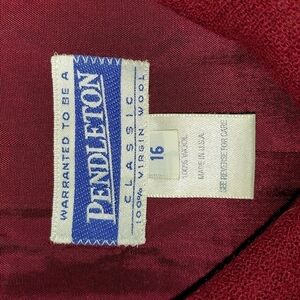 WARRANTED TO BE A
PENDLETON
CLASSIC
100% VIRGIN WOOL
16
100% WOOL
MADE IN U.S.A.
SEE REVERSE FOR CARE